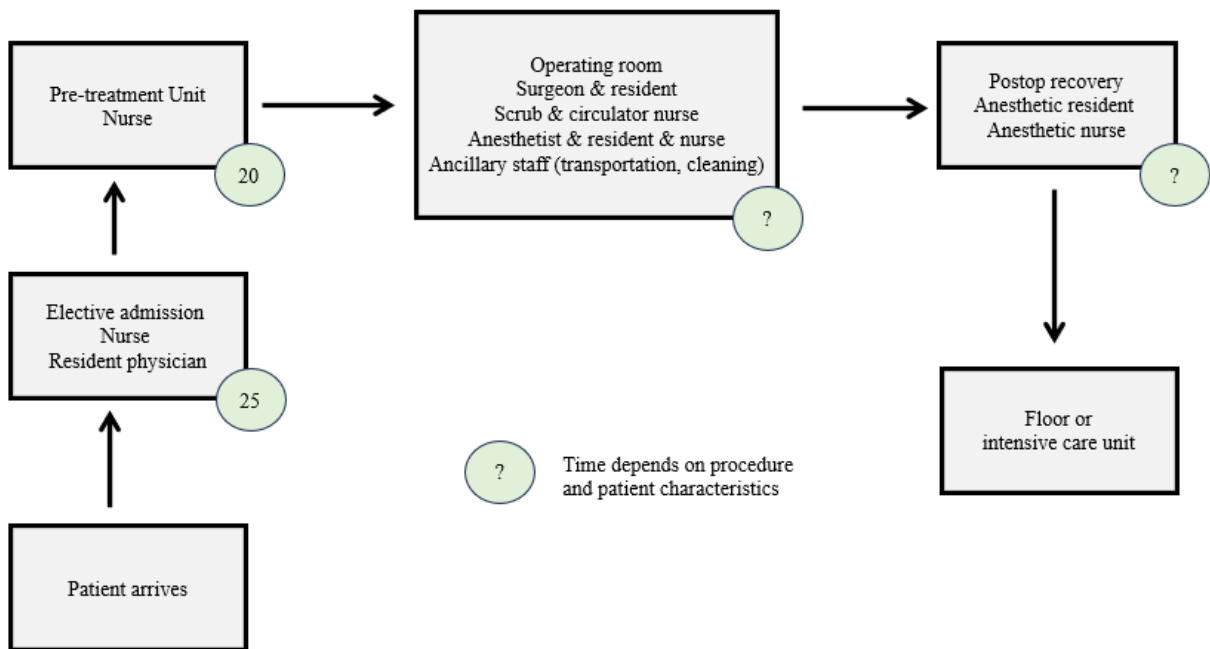 Pre-treatment Unit
Nurse
20
Operating room
Surgeon & resident
Scrub & circulator nurse
Anesthetist & resident & nurse
Ancillary staff (transportation, cleaning)
?
Postop recovery
Anesthetic resident
Anesthetic nurse
?
Elective admission
Nurse
Resident physician
25
Floor or
intensive care unit
?
Time depends on procedure
and patient characteristics
Patient arrives